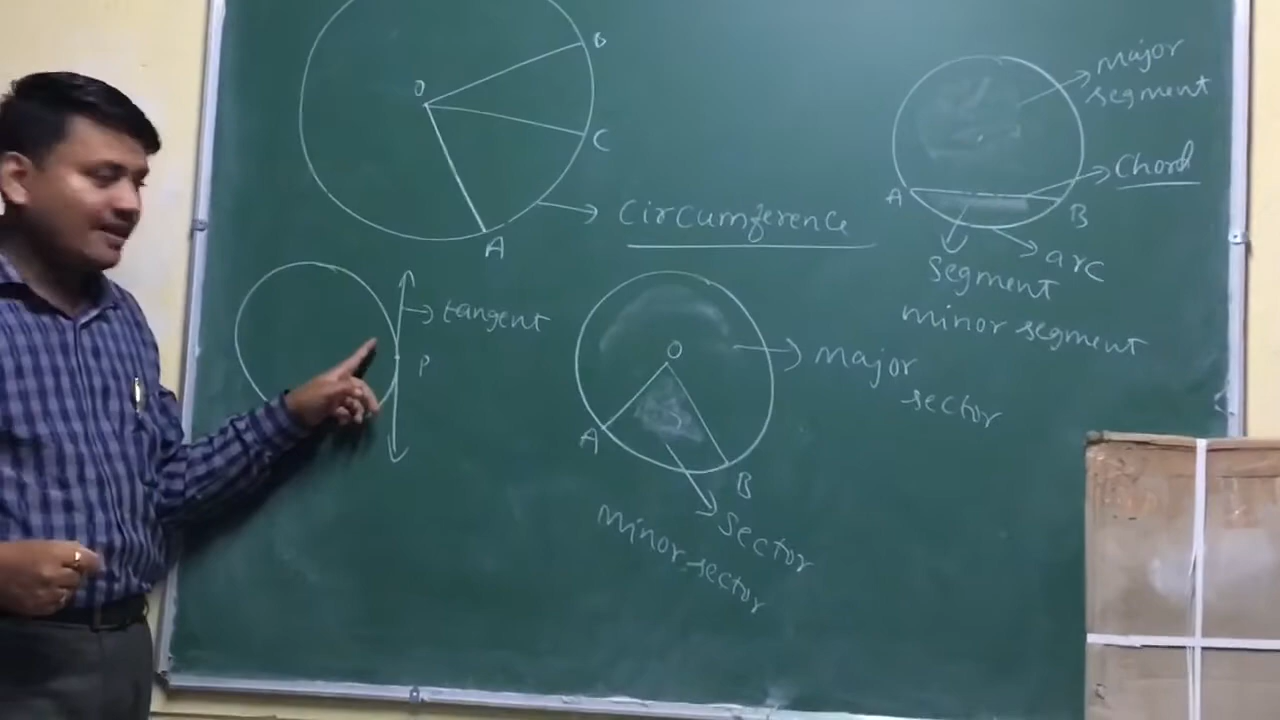 O
B
C
A
circumference
major
segment
chord
A
B
arc
segment
minor segment
tangent
P
O
A
B
major
sector
sector
minor sector